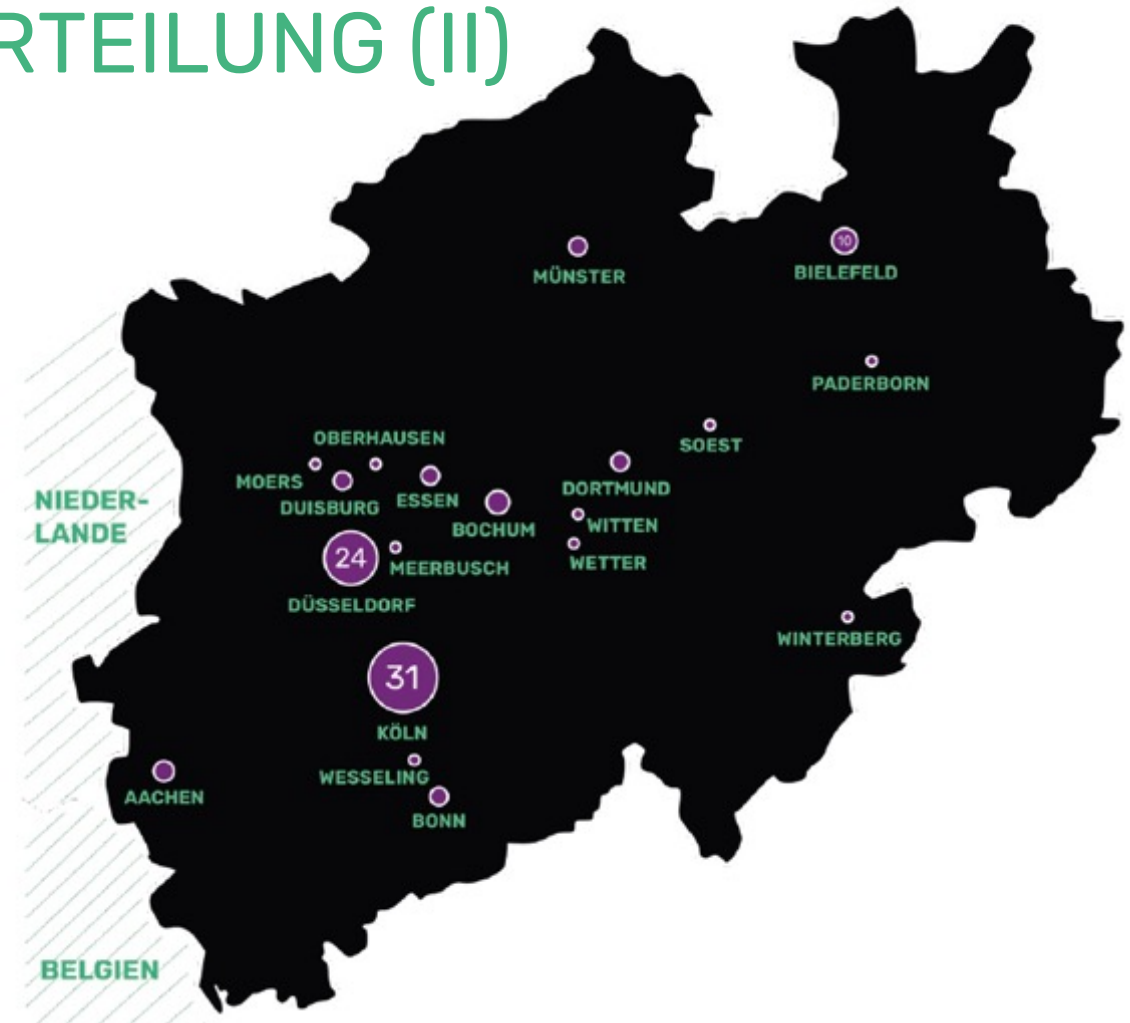 RTEILUNG (II)
MÜNSTER
10
BIELEFELD
PADERBORN
SOEST
OBERHAUSEN
MOERS
DUISBURG
ESSEN
BOCHUM
DORTMUND
WITTEN
WETTER
NIEDER-
LANDE
24
MEERBUSCH
DÜSSELDORF
WINTERBERG
31
KÖLN
WESSELING
AACHEN
BONN
BELGIEN